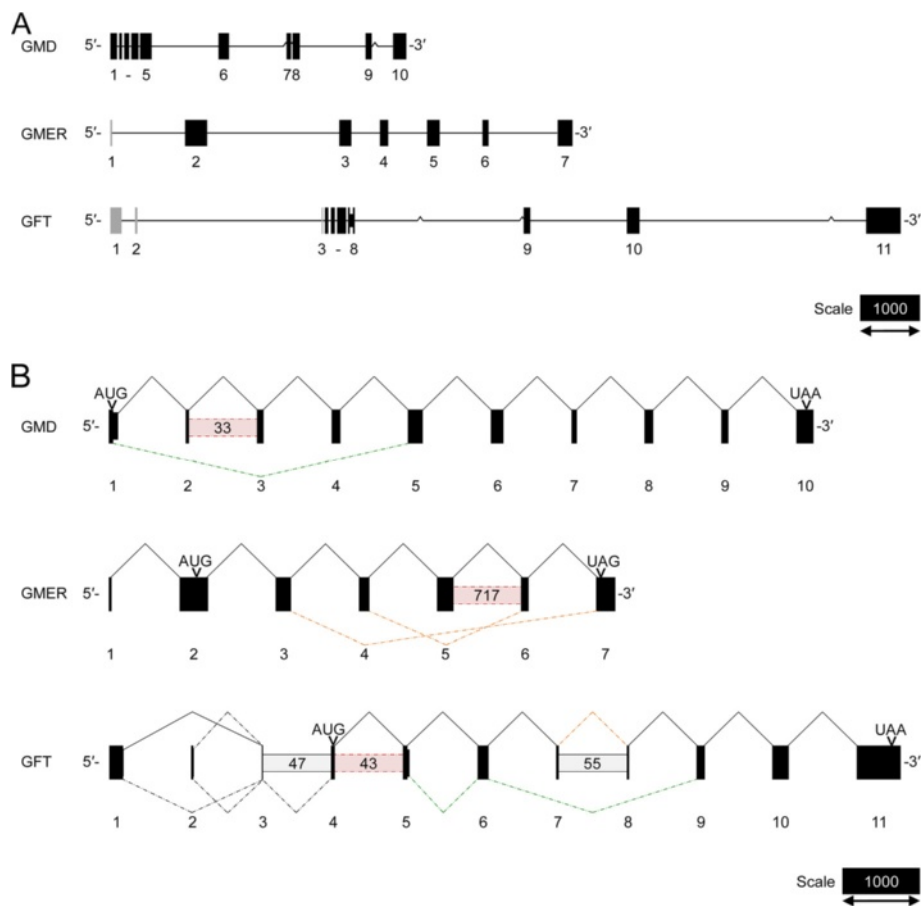 A
GMD 5′- -3′
1 - 5 6 78 9 10
GMER 5′- -3′
1 2 3 4 5 6 7
GFT 5′- -3′
1 2 3 - 8 9 10 11
Scale 1000
B
AUG UAA
GMD 5′- 33 -3′
1 2 3 4 5 6 7 8 9 10
AUG UAG
GMER 5′- 717 -3′
1 2 3 4 5 6 7
AUG UAA
GFT 5′- 47 43 55 -3′
1 2 3 4 5 6 7 8 9 10 11
Scale 1000